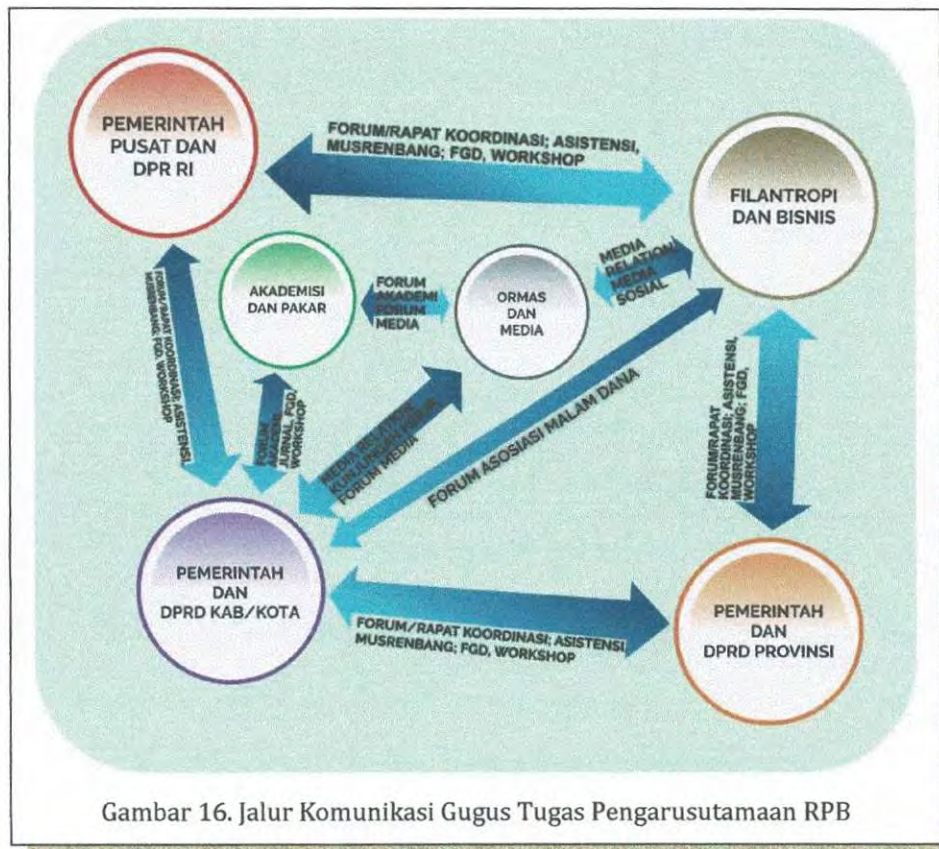 PEMERINTAH
PUSAT DAN
DPR RI
FORUM/RAPAT KOORDINASI; ASISTENSI,
MUSRENBANG; FGD, WORKSHOP
FILANTROPI
DAN BISNIS
AKADEMISI
DAN PAKAR
FORUM
AKADEMI
FORUM
MEDIA
ORMAS
DAN
MEDIA
MEDIA
RELATION
MEDIA
SOSIAL
FORUM/RAPAY KOORDINASI; ASISTENSI,
MUSRENBANG; FGD, WORKSHOP
FORUM
AKADEMI,
JURNAL, FGD,
WORKSHOP
MEDIA RELATION
KUNJUNGAN
FORUM MEDIA
FORUM ASOSIASI MALAM DANA
FORUM/RAPAT
KOORDINASI; ASISTENSI,
MUSRENBANG; FGD,
WORKSHOP
PEMERINTAH
DAN
DPRD KAB/KOTA
FORUM/RAPAT KOORDINASI; ASISTENSI,
MUSRENBANG; FGD, WORKSHOP
PEMERINTAH
DAN
DPRD PROVINSI
Gambar 16. Jalur Komunikasi Gugus Tugas Pengarusutamaan RPB